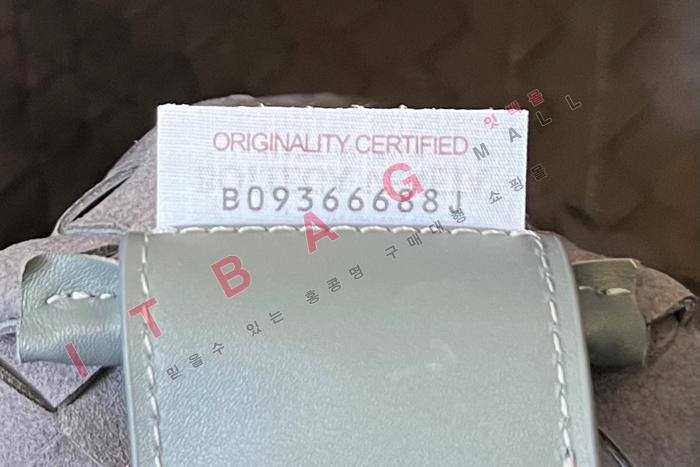 ORIGINALITY CERTIFIED
B09366688J
ITBAG
잇백몰
MALL
믿을수 있는 홍콩명 구매대행 쇼핑몰